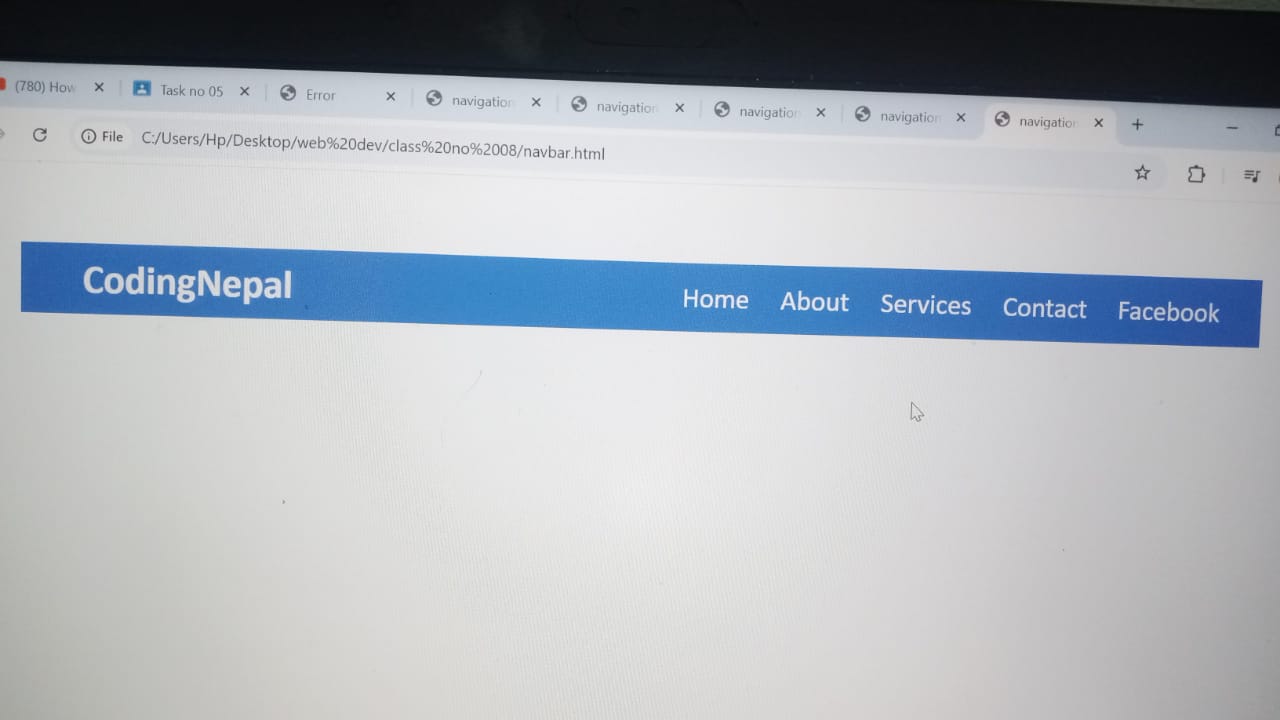 (780) How
Task no 05
Error
navigation
navigation
navigation
navigation
navigation
File C:/Users/Hp/Desktop/web%20dev/class%20no%2008/navbar.html
CodingNepal
Home About Services Contact Facebook